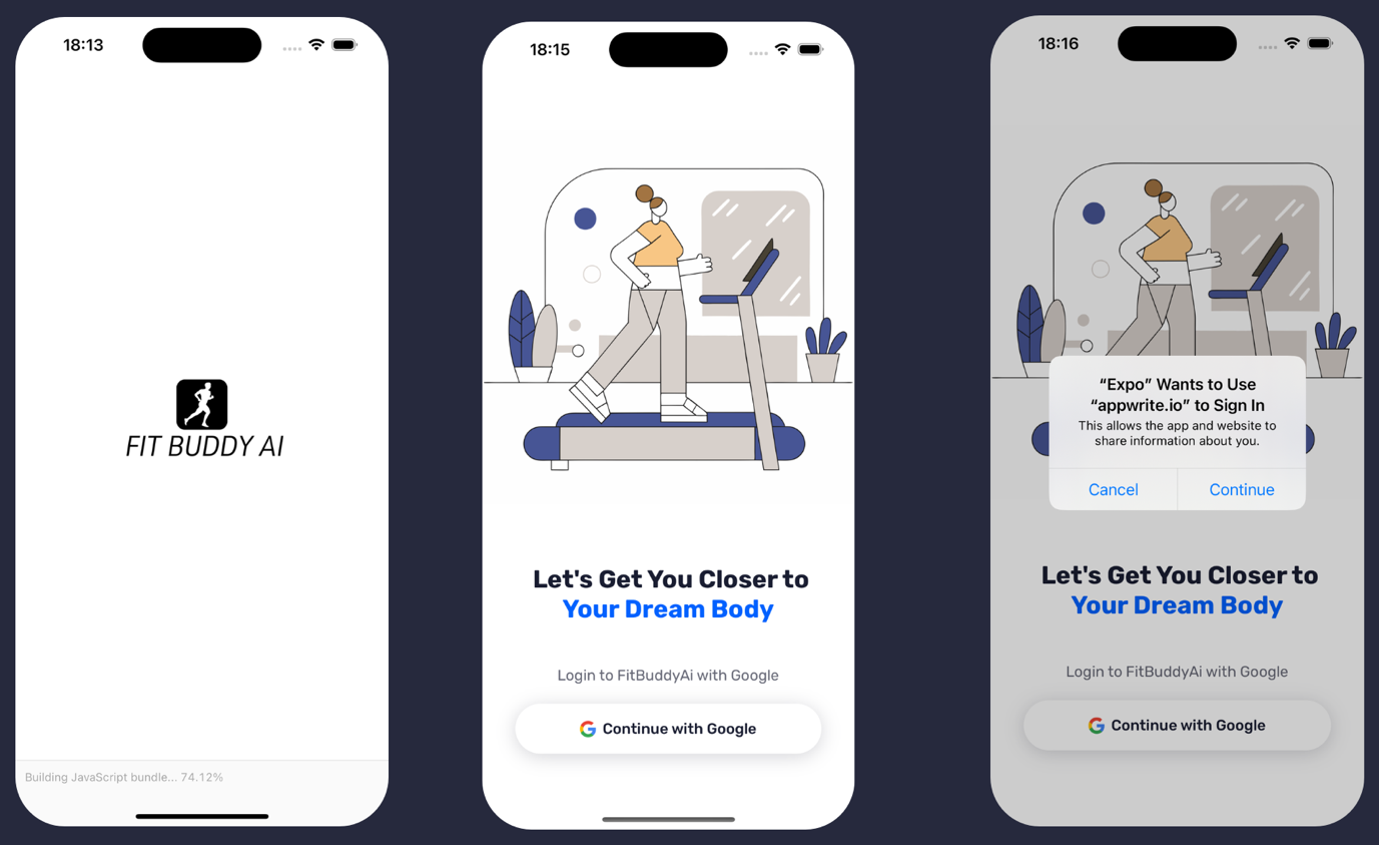 18:13
FIT BUDDY AI
Building JavaScript bundle... 74.12%
18:15
Let's Get You Closer to
Your Dream Body
Login to FitBuddyAi with Google
Continue with Google
18:16
“Expo” Wants to Use
“appwrite.io” to Sign In
This allows the app and website to
share information about you.
Cancel
Continue
Let's Get You Closer to
Your Dream Body
Login to FitBuddyAi with Google
Continue with Google